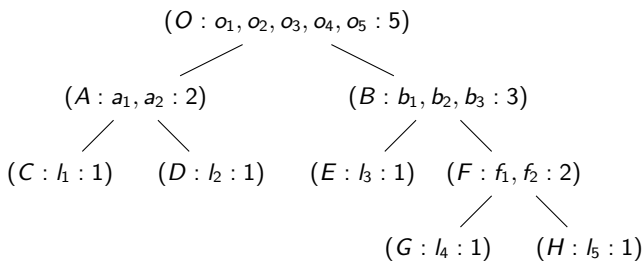 (O : o₁, o₂, o₃, o₄, o₅ : 5)
(A : a₁, a₂ : 2) (B : b₁, b₂, b₃ : 3)
(C : l₁ : 1) (D : l₂ : 1) (E : l₃ : 1) (F : f₁, f₂ : 2)
(G : l₄ : 1) (H : l₅ : 1)